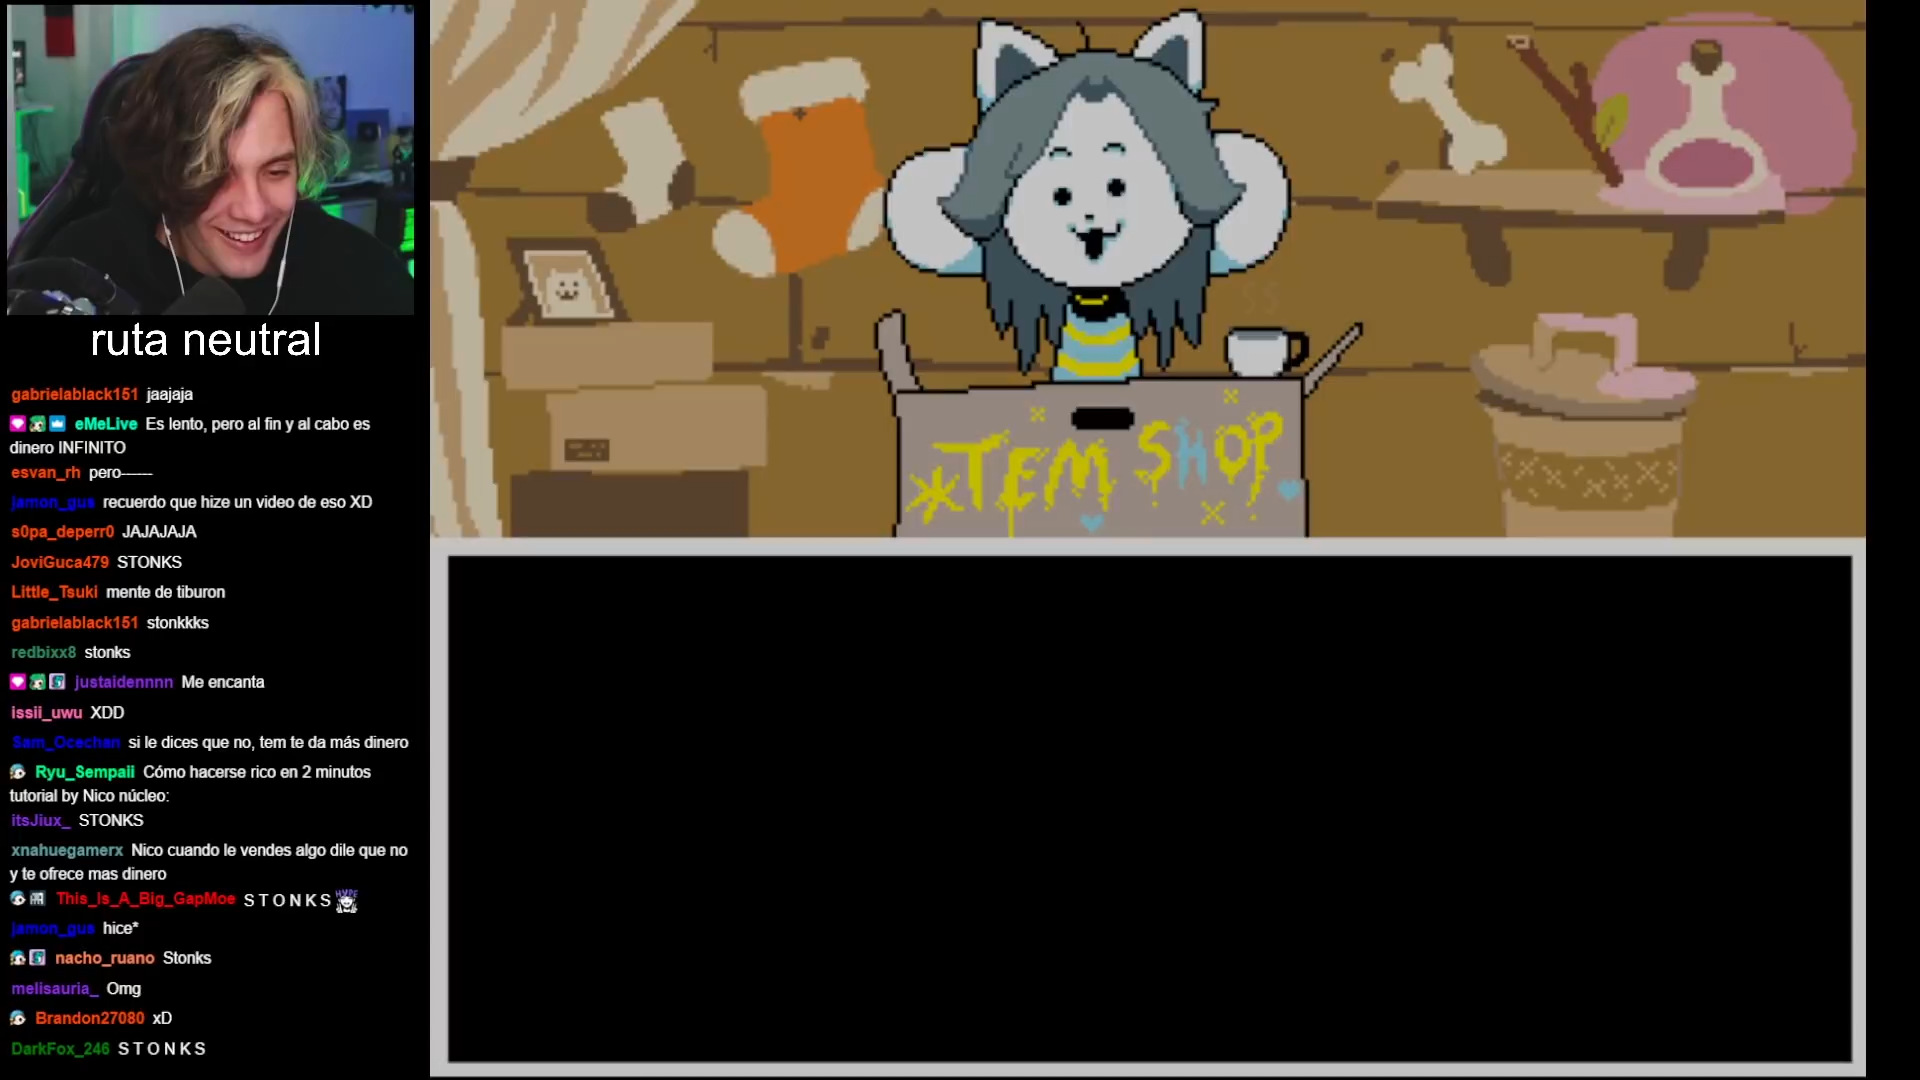 ruta neutral
gabrielablack151 jaajaja
eMeLive Es lento, pero al fin y al cabo es
dinero INFINITO
esvan_rh pero------
jamon_gus recuerdo que hize un video de eso XD
s0pa_deperr0 JAJAJAJA
JoviGuca479 STONKS
Little_Tsuki mente de tiburon
gabrielablack151 stonkkks
redbixx8 stonks
justaidennnn Me encanta
issii_uwu XDD
Sam_Ocechan si le dices que no, tem te da más dinero
Ryu_Sempaii Cómo hacerse rico en 2 minutos
tutorial by Nico núcleo:
itsJiux_ STONKS
xnahuegamerx Nico cuando le vendes algo dile que no
y te ofrece mas dinero
This_Is_A_Big_GapMoe S T O N K S
jamon_gus hice*
nacho_ruano Stonks
melisauria_ Omg
Brandon27080 xD
DarkFox_246 S T O N K S
*TEM SHOP